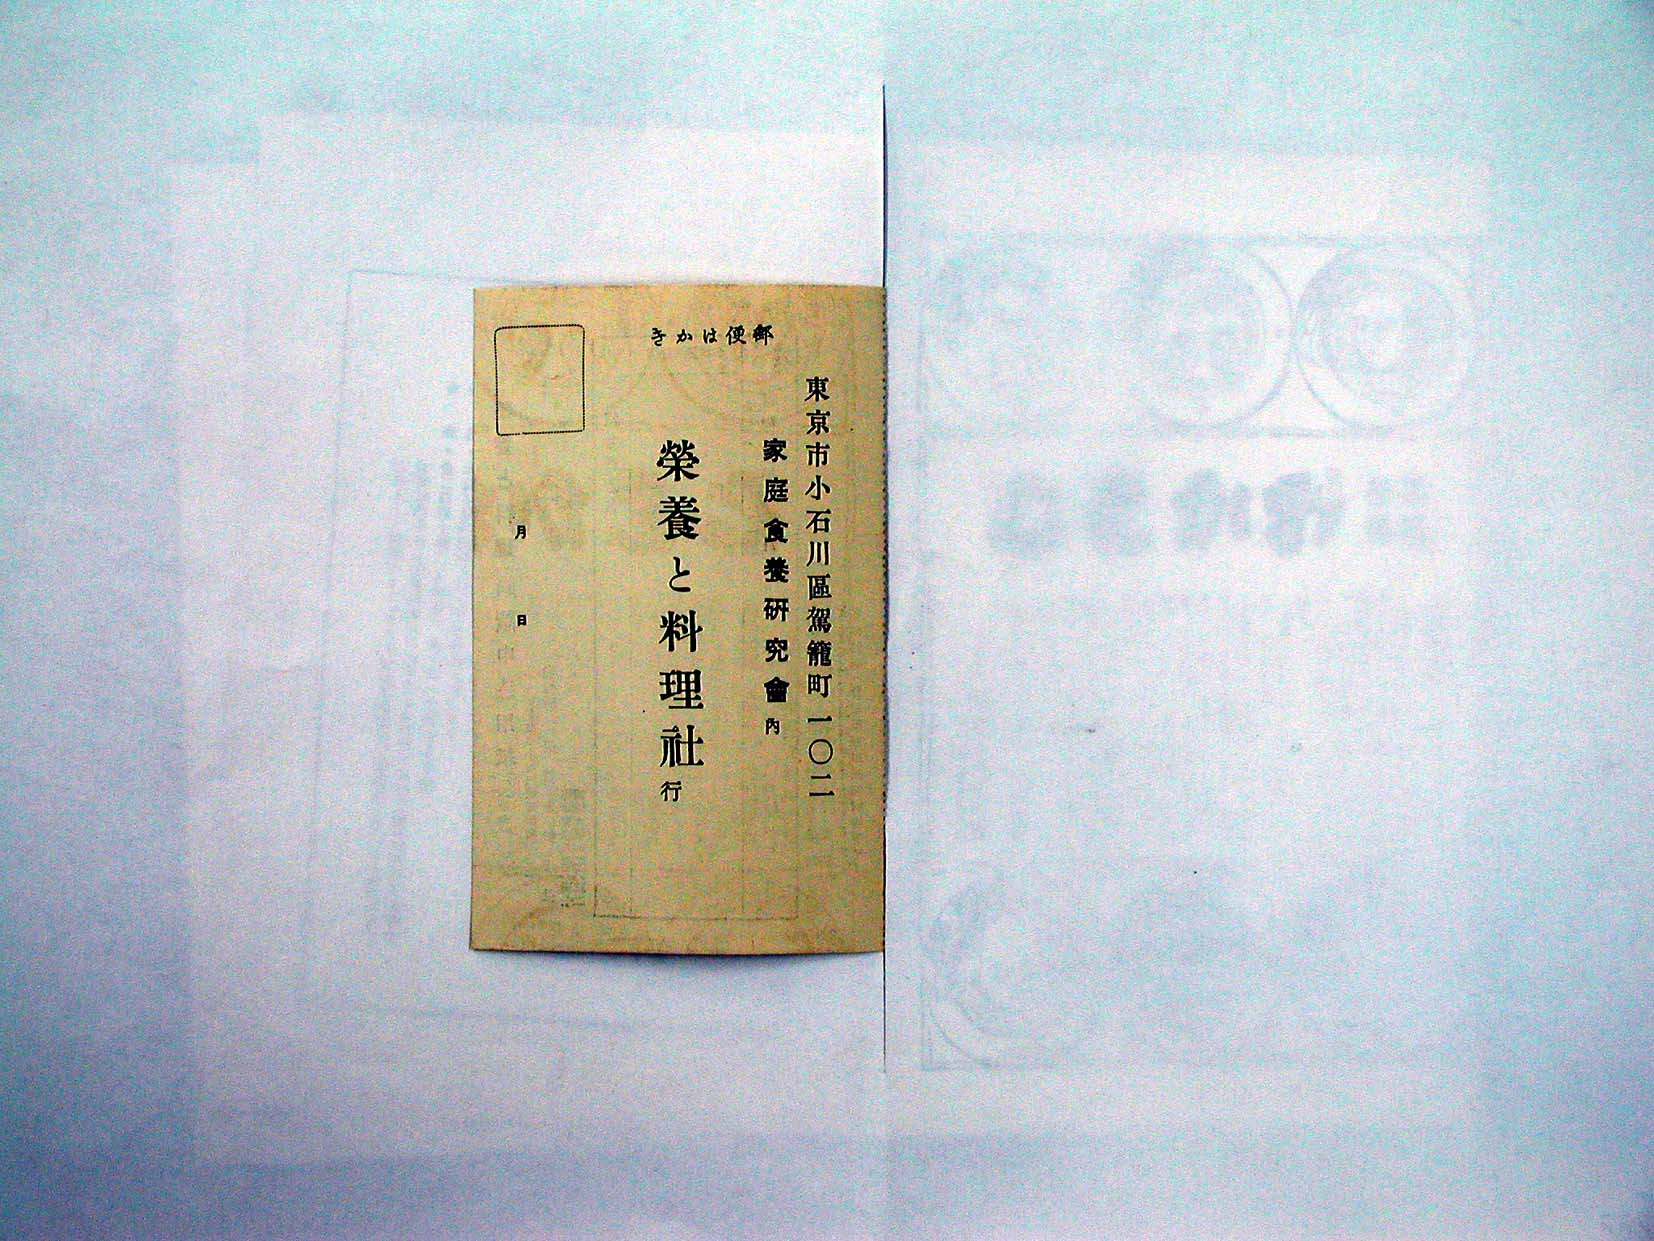 郵便はかき
東京市小石川區駕籠町一〇二
家庭食養研究會內
榮養と料理社行
月　日